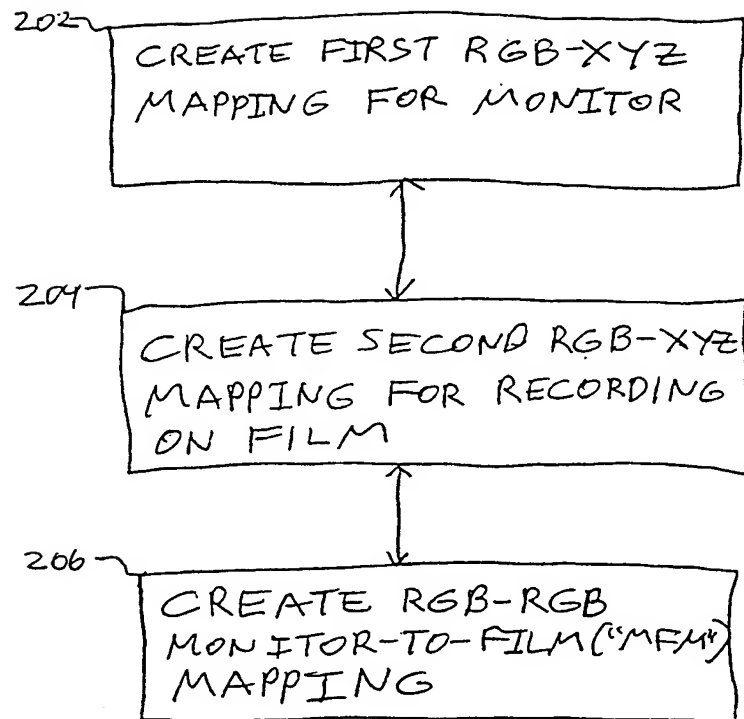 202
CREATE FIRST RGB-XYZ
MAPPING FOR MONITOR
204
CREATE SECOND RGB-XYZ
MAPPING FOR RECORDING
ON FILM
206
CREATE RGB-RGB
MONITOR-TO-FILM ("MFM")
MAPPING